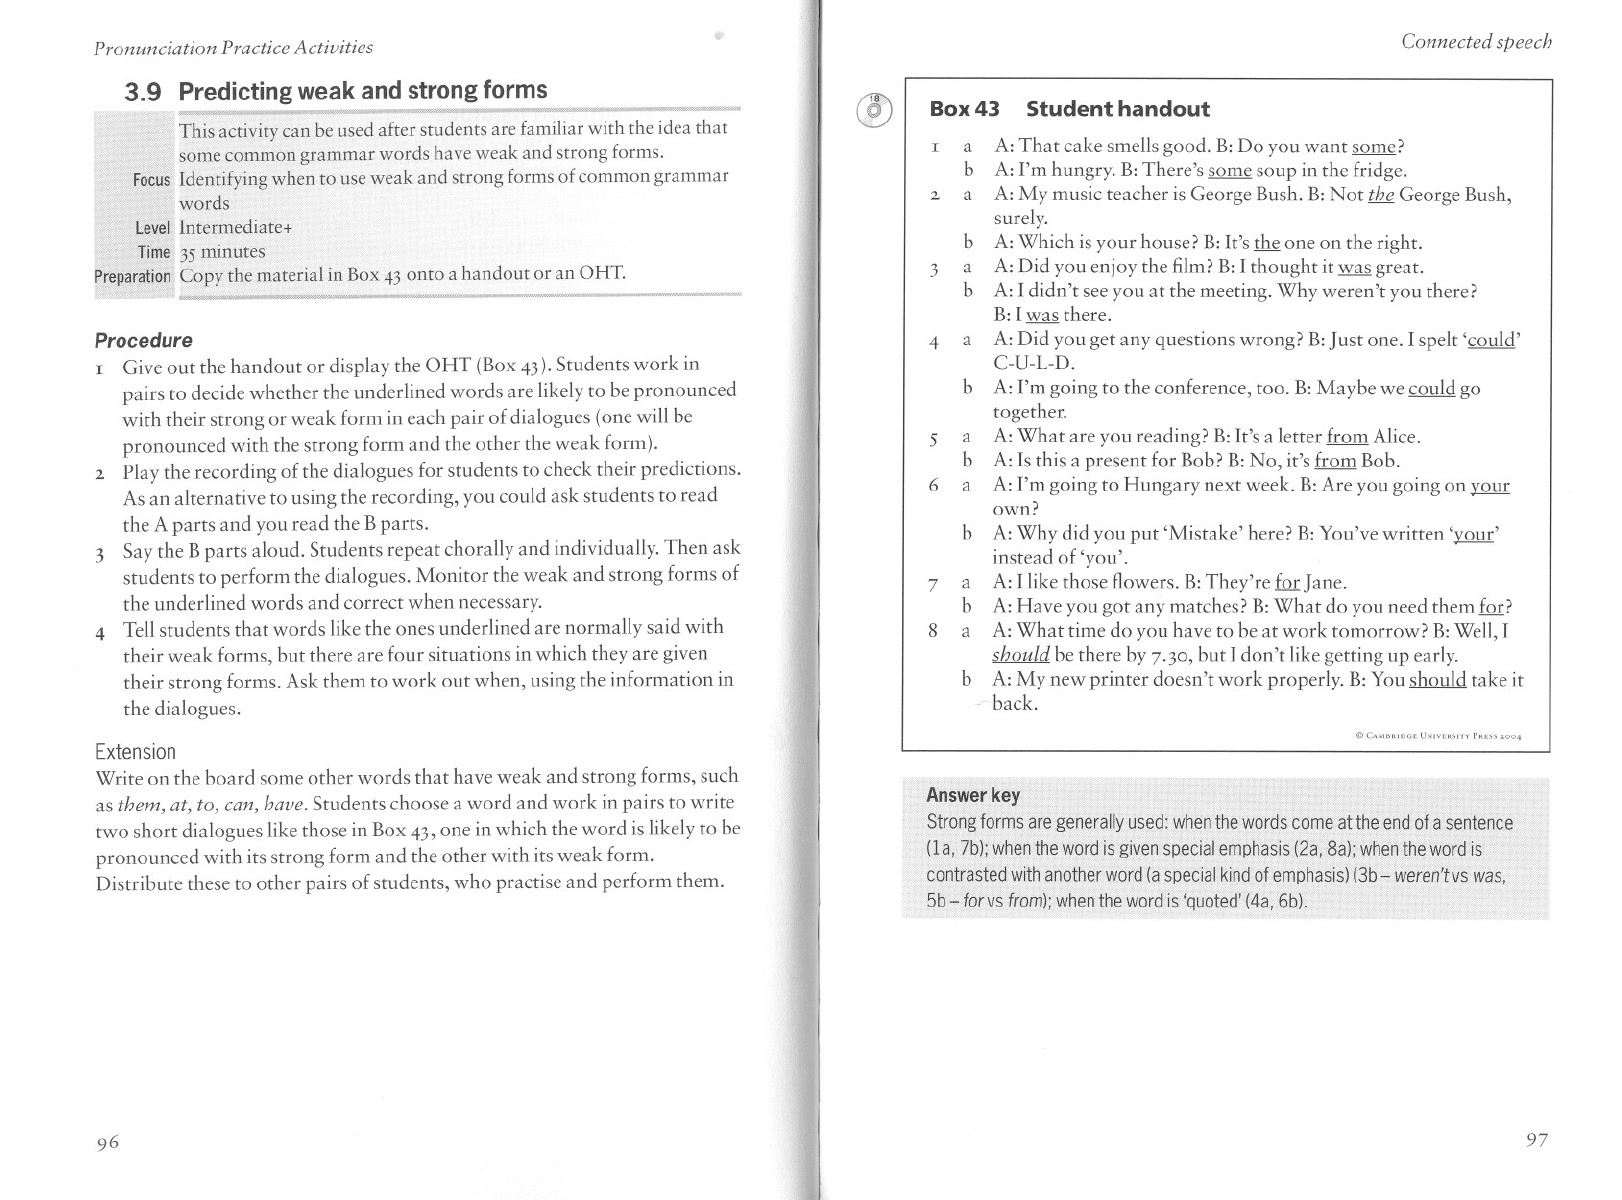 Pronunciation Practice Activities
3.9 Predicting weak and strong forms
This activity can be used after students are familiar with the idea that
some common grammar words have weak and strong forms.
Focus Identifying when to use weak and strong forms of common grammar
words
Level Intermediate+
Time 35 minutes
Preparation Copy the material in Box 43 onto a handout or an OHT.
Procedure
1 Give out the handout or display the OHT (Box 43). Students work in
pairs to decide whether the underlined words are likely to be pronounced
with their strong or weak form in each pair of dialogues (one will be
pronounced with the strong form and the other the weak form).
2 Play the recording of the dialogues for students to check their predictions.
As an alternative to using the recording, you could ask students to read
the A parts and you read the B parts.
3 Say the B parts aloud. Students repeat chorally and individually. Then ask
students to perform the dialogues. Monitor the weak and strong forms of
the underlined words and correct when necessary.
4 Tell students that words like the ones underlined are normally said with
their weak forms, but there are four situations in which they are given
their strong forms. Ask them to work out when, using the information in
the dialogues.
Extension
Write on the board some other words that have weak and strong forms, such
as them, at, to, can, have. Students choose a word and work in pairs to write
two short dialogues like those in Box 43, one in which the word is likely to be
pronounced with its strong form and the other with its weak form.
Distribute these to other pairs of students, who practise and perform them.
96
Connected speech
18
Box 43 Student handout
1 a A: That cake smells good. B: Do you want some?
b A: I'm hungry. B: There's some soup in the fridge.
2 a A: My music teacher is George Bush. B: Not the George Bush,
surely.
b A: Which is your house? B: It's the one on the right.
3 a A: Did you enjoy the film? B: I thought it was great.
b A: I didn't see you at the meeting. Why weren't you there?
B: I was there.
4 a A: Did you get any questions wrong? B: Just one. I spelt 'could'
C-U-L-D.
b A: I'm going to the conference, too. B: Maybe we could go
together.
5 a A: What are you reading? B: It's a letter from Alice.
b A: Is this a present for Bob? B: No, it's from Bob.
6 a A: I'm going to Hungary next week. B: Are you going on your
own?
b A: Why did you put 'Mistake' here? B: You've written 'your'
instead of 'you'.
7 a A: I like those flowers. B: They're for Jane.
b A: Have you got any matches? B: What do you need them for?
8 a A: What time do you have to be at work tomorrow? B: Well, I
should be there by 7.30, but I don't like getting up early.
b A: My new printer doesn't work properly. B: You should take it
back.
© CAMBRIDGE UNIVERSITY PRESS 2004
Answer key
Strong forms are generally used: when the words come at the end of a sentence
(1a, 7b); when the word is given special emphasis (2a, 8a); when the word is
contrasted with another word (a special kind of emphasis) (3b – weren't vs was,
5b – for vs from); when the word is 'quoted' (4a, 6b).
97